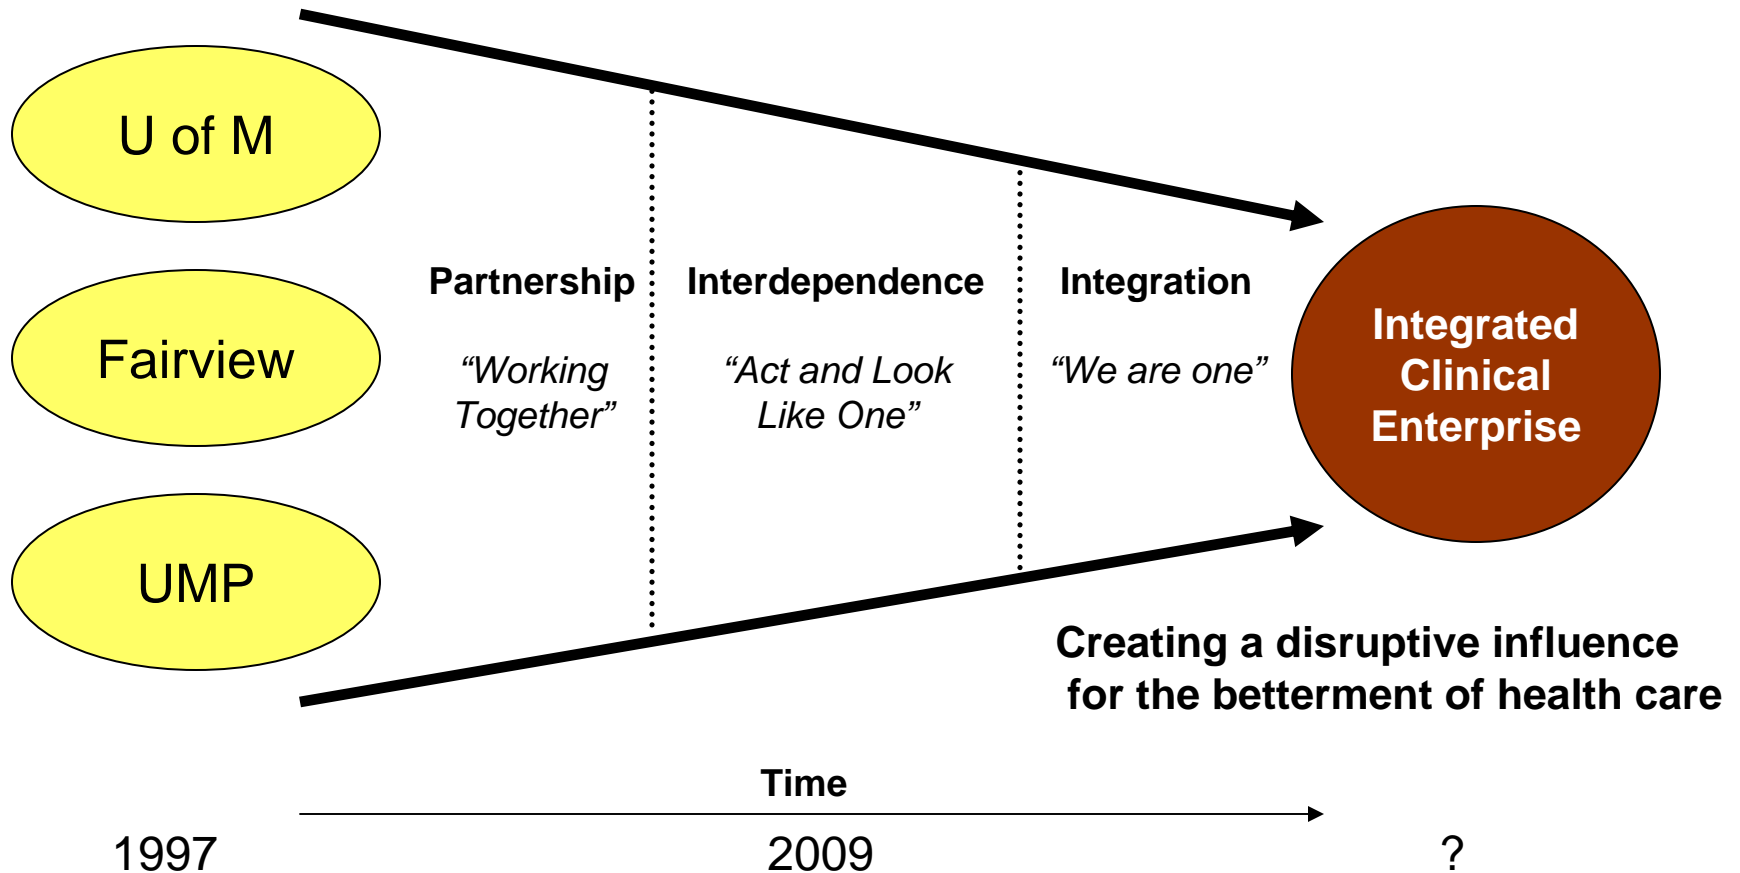 U of M
Fairview
UMP
Partnership
“Working
Together”
Interdependence
“Act and Look
Like One”
Integration
“We are one”
Integrated
Clinical
Enterprise
Creating a disruptive influence
for the betterment of health care
Time
1997
2009
?